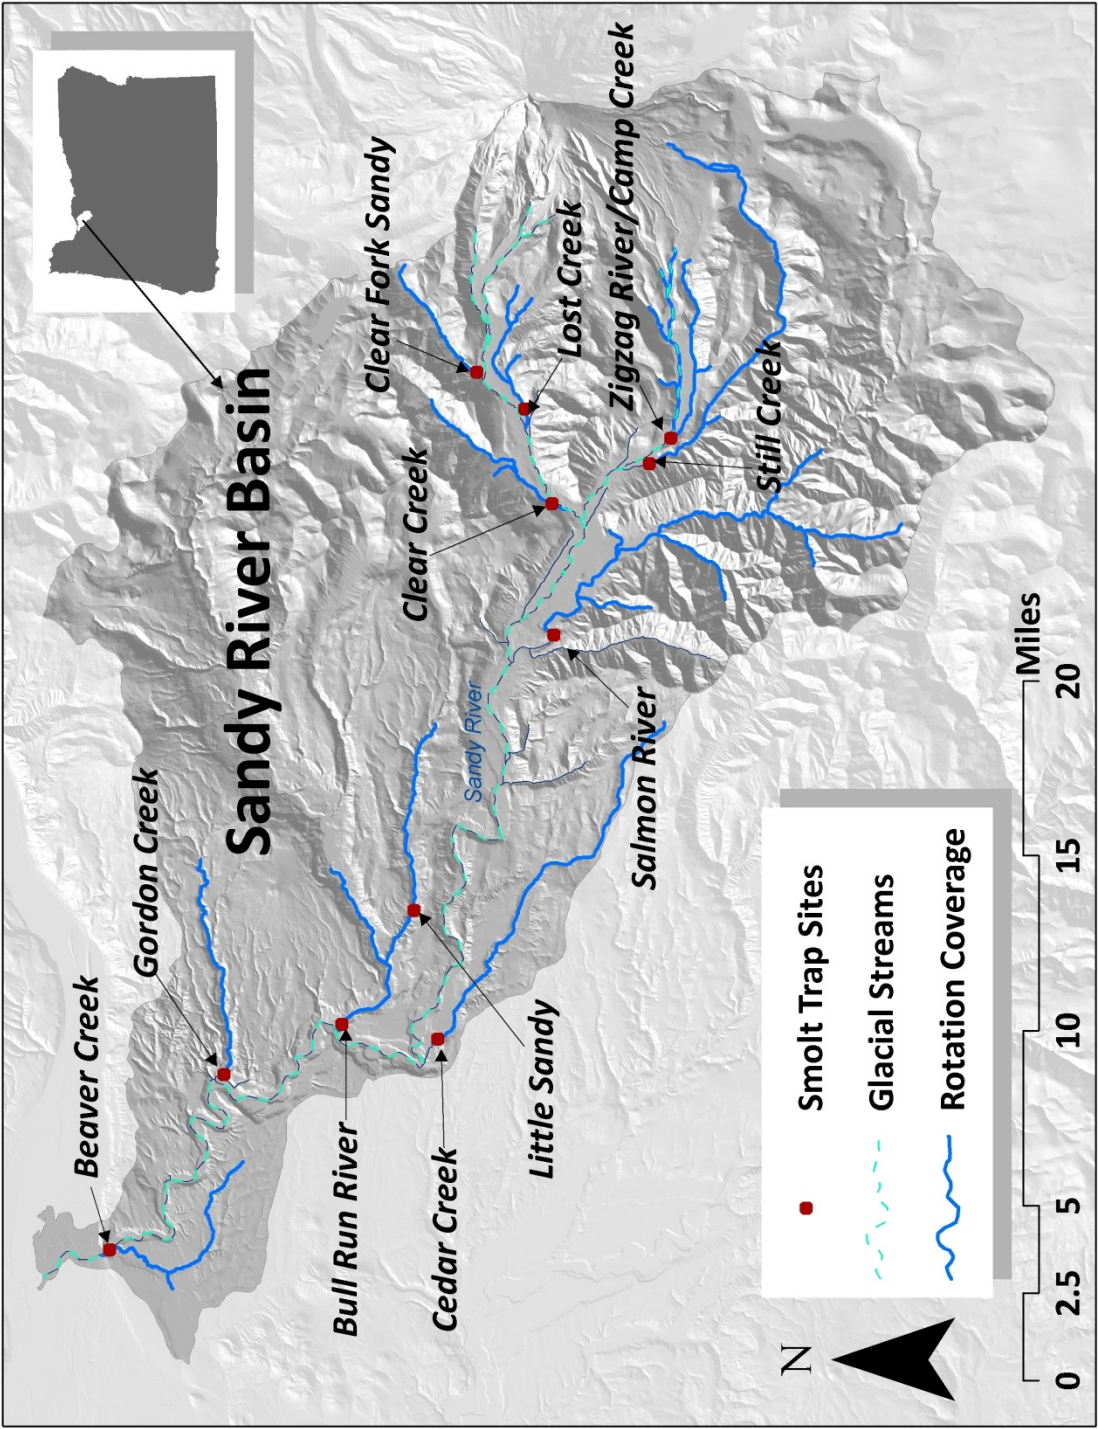 Sandy River Basin
Beaver Creek
Gordon Creek
Bull Run River
Cedar Creek
Little Sandy
Sandy River
Salmon River
Clear Creek
Clear Fork Sandy
Lost Creek
Zigzag River/Camp Creek
Still Creek
N
Smolt Trap Sites
Glacial Streams
Rotation Coverage
0 2.5 5 10 15 20
Miles